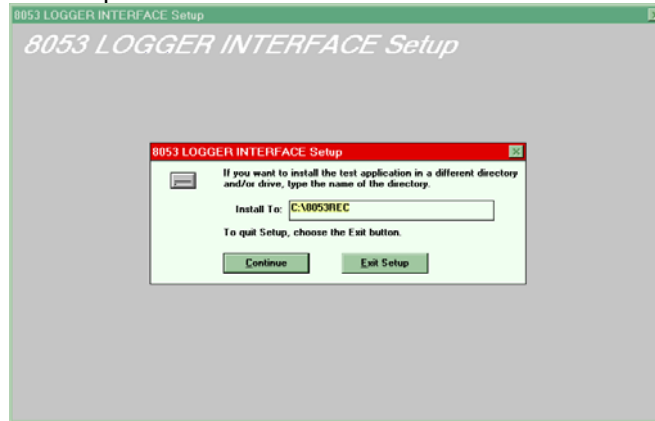 8053 LOGGER INTERFACE Setup
8053 LOGGER INTERFACE Setup
8053 LOGGER INTERFACE Setup
If you want to install the test application in a different directory
and/or drive, type the name of the directory.
Install To: C:\8053REC
To quit Setup, choose the Exit button.
Continue Exit Setup